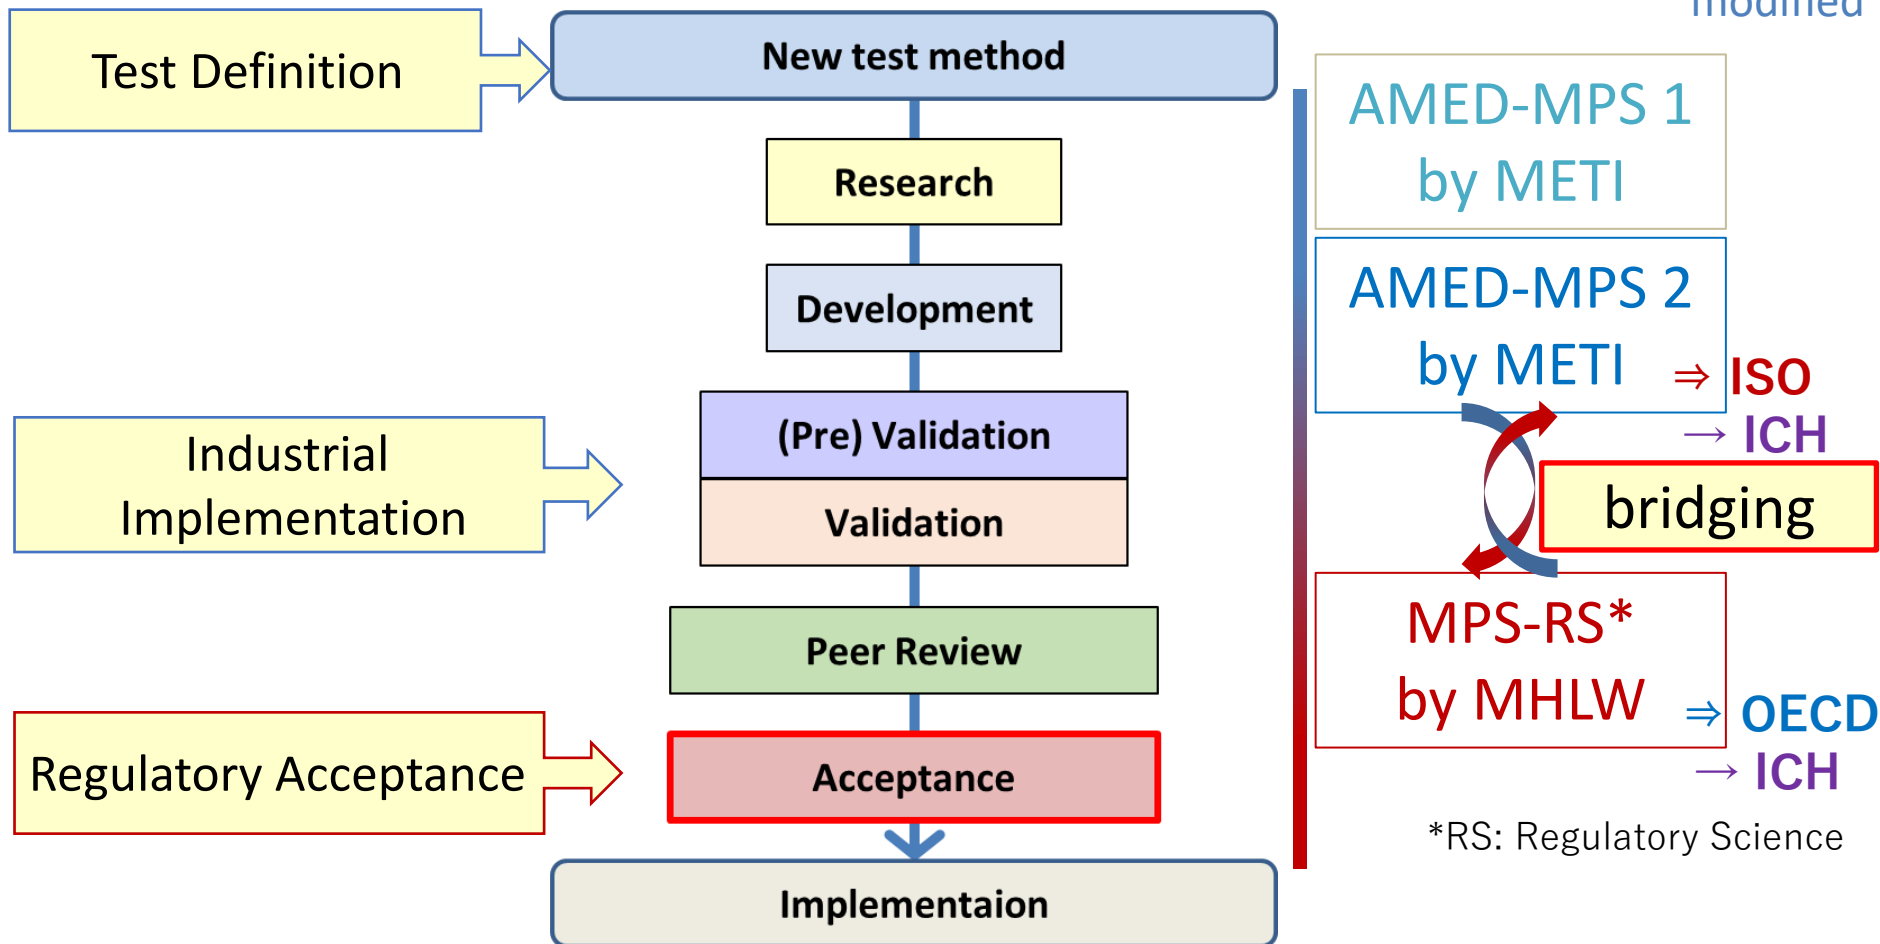 modified
Test Definition
New test method
Research
Development
(Pre) Validation
Validation
Peer Review
Acceptance
Implementaion
Industrial
Implementation
Regulatory Acceptance
AMED-MPS 1
by METI
AMED-MPS 2
by METI
⇒ ISO
→ ICH
bridging
MPS-RS*
by MHLW
⇒ OECD
→ ICH
*RS: Regulatory Science